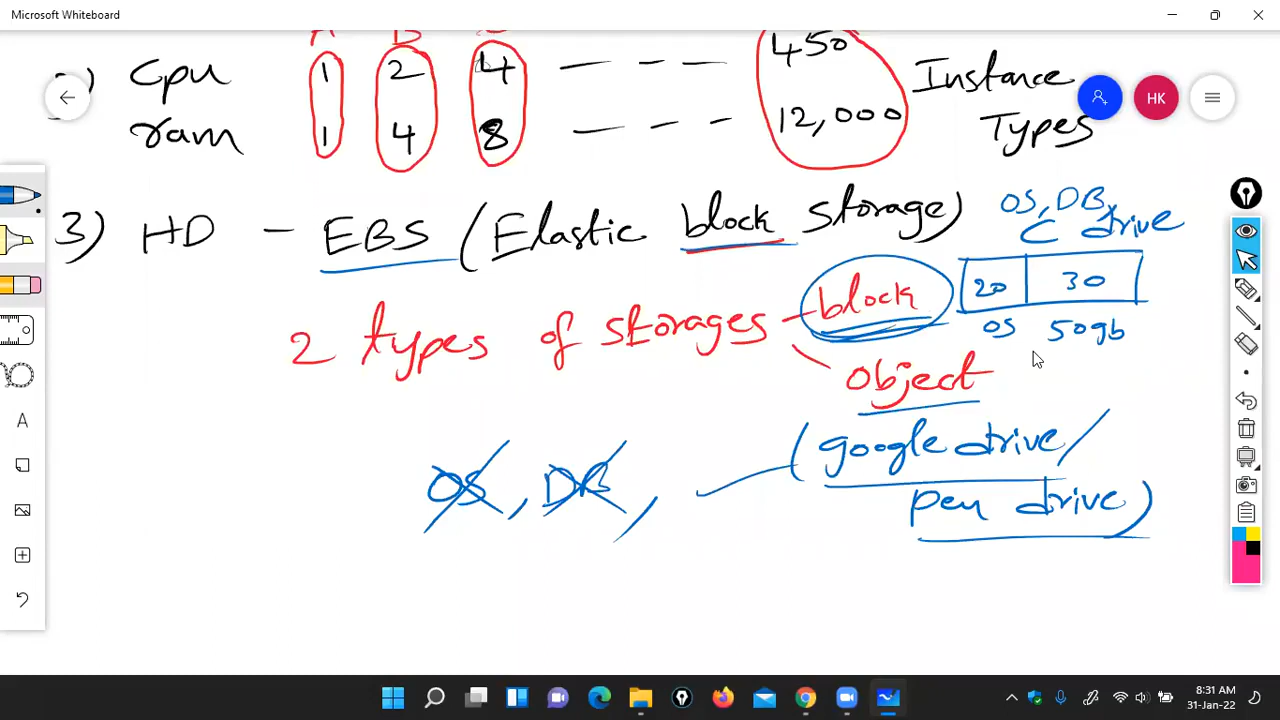 Microsoft Whiteboard
Cpu 1 2 4 — - — 450 Instance
ram 1 4 8 — - — 12,000 Types
HK
3) HD - EBS (Elastic block storage)
OS, DB,
C drive
20 30
OS 50gb
2 types of storages - block
object
OS, DB,
(google drive/
pen drive)
A
8:31 AM
31-Jan-22